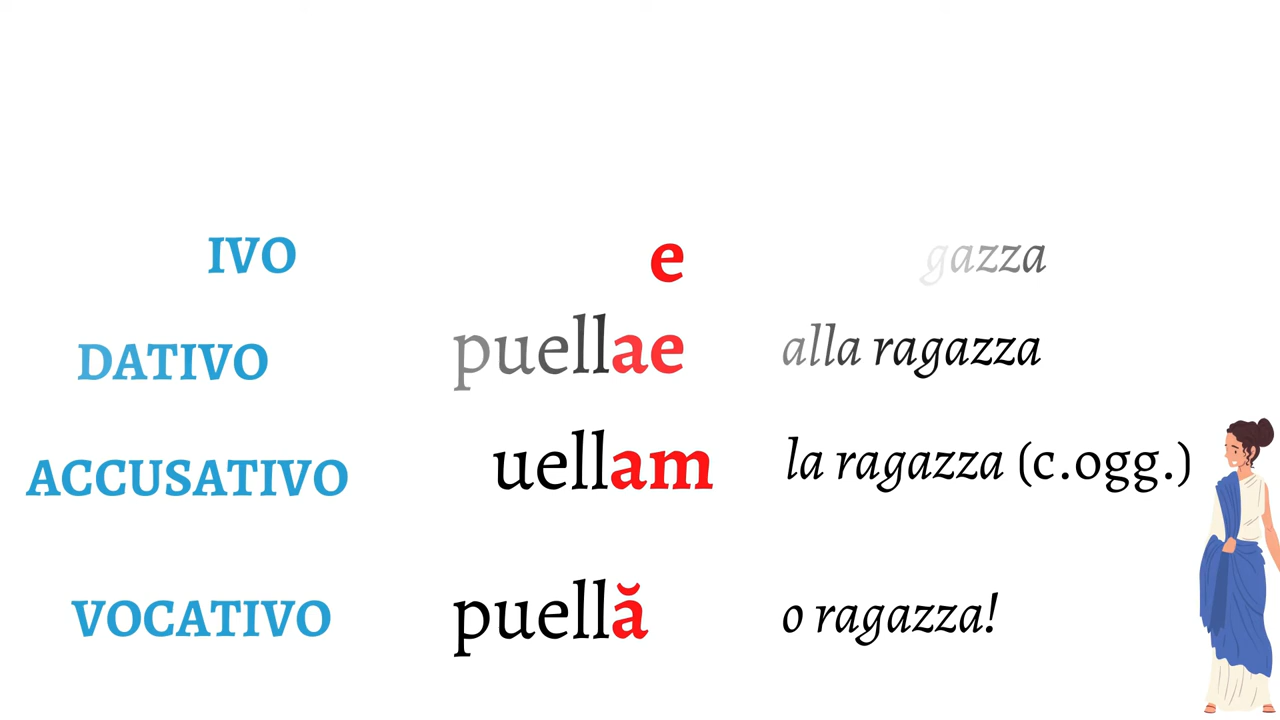 IVO e gazza
DATIVO puellae alla ragazza
ACCUSATIVO uellam la ragazza (c.ogg.)
VOCATIVO puellă o ragazza!